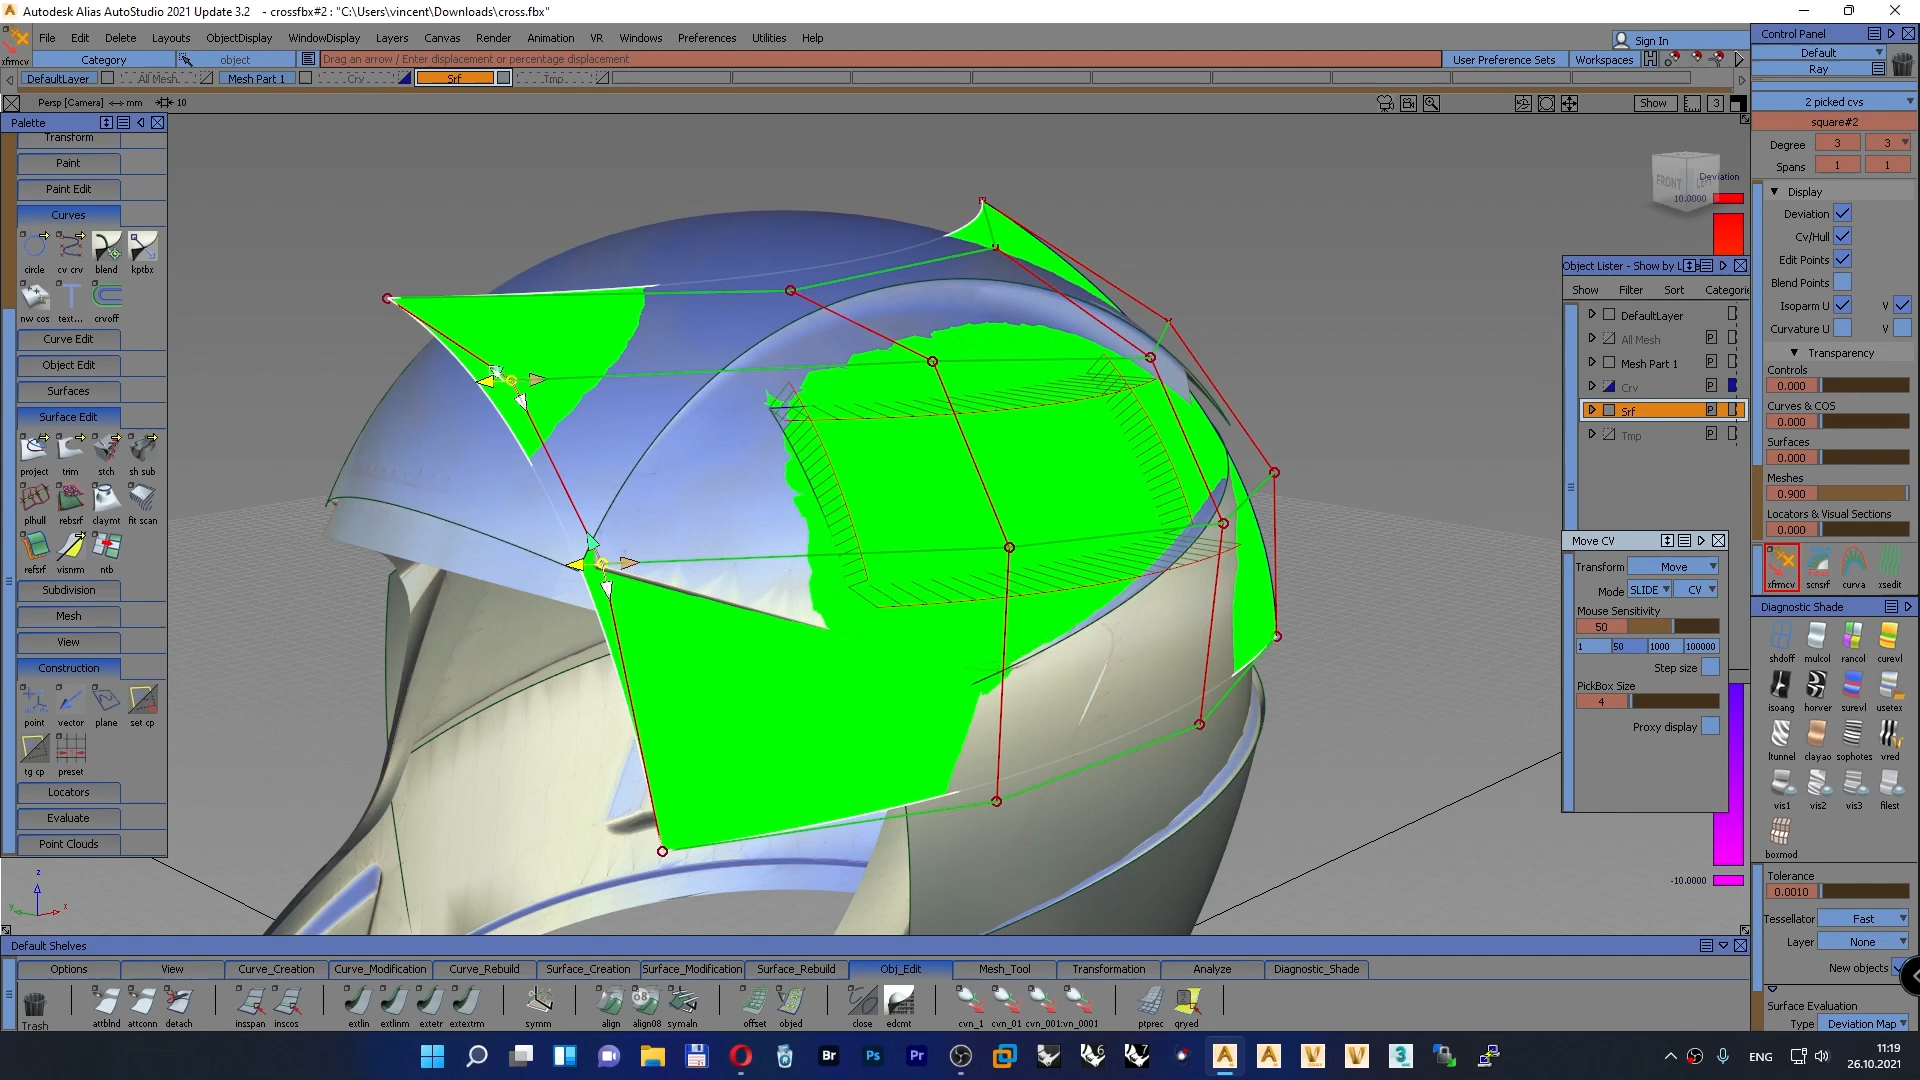 Autodesk Alias AutoStudio 2021 Update 3.2 - crossfbx#2 : "C:\Users\vincent\Downloads\cross.fbx"
File Edit Delete Layouts ObjectDisplay WindowDisplay Layers Canvas Render Animation VR Windows Preferences Utilities Help
Sign In
xfrmcv Category object Drag an arrow / Enter displacement or percentage displacement User Preference Sets Workspaces
DefaultLayer All Mesh Mesh Part 1 Crv Srf Tmp
Persp [Camera] mm 10 Show 3
Palette
Transform
Paint
Paint Edit
Curves
circle cv crv blend kptbx
nw cos text... crvoff
Curve Edit
Object Edit
Surfaces
Surface Edit
project trim stch sh sub
plhull rebsrf claymt fit scan
refsrf visnrm ntb
Subdivision
Mesh
View
Construction
point vector plane set cp
tg cp preset
Locators
Evaluate
Point Clouds
z
y x
FRONT LEFT
Deviation
10.0000
-10.0000
Object Lister - Show by L
Show Filter Sort Categorie
DefaultLayer
All Mesh P
Mesh Part 1 P
Crv P
Srf P
Tmp P
Move CV
Transform Move
Mode SLIDE CV
Mouse Sensitivity
50
1 50 1000 100000
Step size
PickBox Size
4
Proxy display
Control Panel
Default
Ray
2 picked cvs
square#2
Degree 3 3
Spans 1 1
Display
Deviation
Cv/Hull
Edit Points
Blend Points
Isoparm U V
Curvature U V
Transparency
Controls
0.000
Curves & COS
0.000
Surfaces
0.000
Meshes
0.900
Locators & Visual Sections
0.000
xfrmcv scnsrf curva xsedit
Diagnostic Shade
shdoff mulcol rancol curevl
isoang horver surevl usetex
ltunnel clayao sophotes vred
vis1 vis2 vis3 filest
boxmod
Tolerance
0.0010
Tessellator Fast
Layer None
New objects
Surface Evaluation
Type Deviation Map
Default Shelves
Options View Curve_Creation Curve_Modification Curve_Rebuild Surface_Creation Surface_Modification Surface_Rebuild Obj_Edit Mesh_Tool Transformation Analyze Diagnostic_Shade
Trash attblnd attconn detach insspan inscos extlin extlinm extetr extextrm symm align align08 symaln offset objed close edcmt cvn_1 cvn_01 cvn_001 vn_0001 ptprec qryed
Br Ps Pr 6 7 3 ENG 11:19
26.10.2021